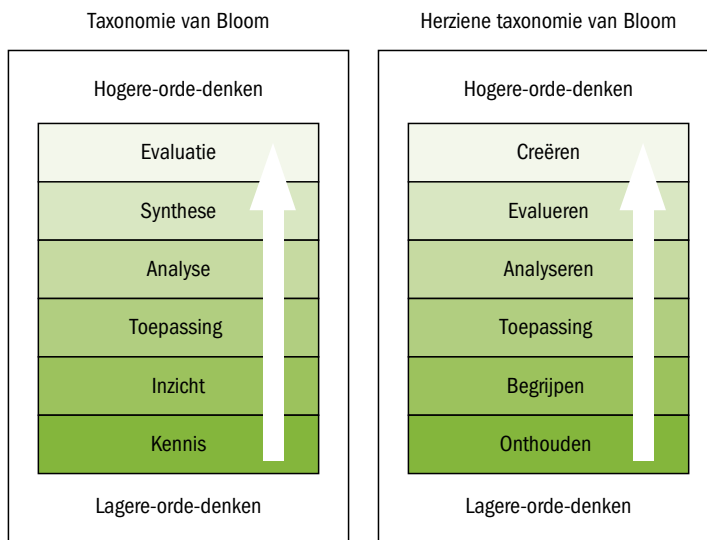 Taxonomie van Bloom
Hogere-orde-denken
Evaluatie
Synthese
Analyse
Toepassing
Inzicht
Kennis
Lagere-orde-denken
Herziene taxonomie van Bloom
Hogere-orde-denken
Creëren
Evalueren
Analyseren
Toepassing
Begrijpen
Onthouden
Lagere-orde-denken